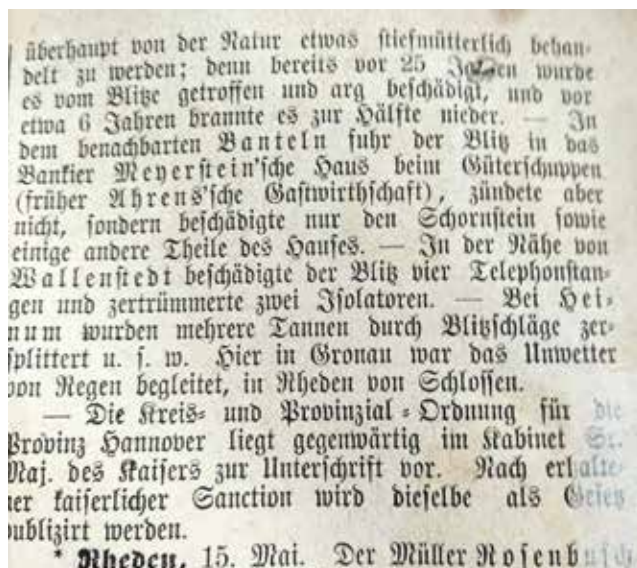 überhaupt von der Natur etwas stiefmütterlich behan-
delt zu werden; denn bereits vor 25 Jahren wurde
es vom Blitze getroffen und arg beschädigt, und vor
etwa 6 Jahren brannte es zur Hälfte nieder. — In
dem benachbarten Banteln fuhr der Blitz in das
Bankier Meyerstein'sche Haus beim Güterschuppen
(früher Ahrens'sche Gastwirthschaft), zündete aber
nicht, sondern beschädigte nur den Schornstein sowie
einige andere Theile des Hauses. — In der Nähe von
Wallenstedt beschädigte der Blitz vier Telephonstan-
gen und zertrümmerte zwei Isolatoren. — Bei Hei-
num wurden mehrere Tannen durch Blitzschläge zer-
splittert u. s. w. Hier in Gronau war das Unwetter
von Regen begleitet, in Rheden von Schlossen.
— Die Kreis- und Provinzial-Ordnung für die
Provinz Hannover liegt gegenwärtig im Kabinet Sr.
Maj. des Kaisers zur Unterschrift vor. Nach erhalte-
ner kaiserlicher Sanction wird dieselbe als Gesetz
publizirt werden.
* Rheden, 15. Mai. Der Müller Rosenbusch